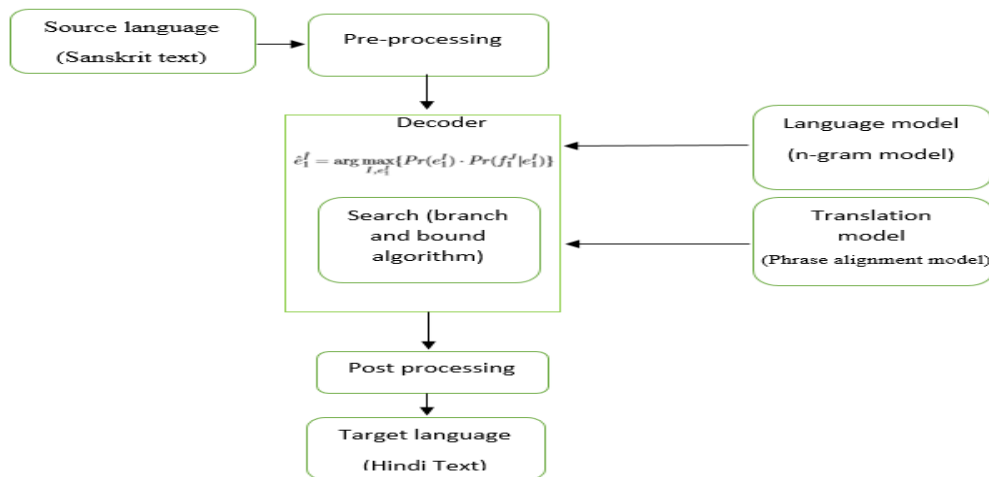 Source language
(Sanskrit text)
Pre-processing
Decoder
ê₁ᴵ = arg max{Pr(e₁ᴵ) · Pr(f₁ᴶ|e₁ᴵ)}
I,e₁ᴵ
Search (branch
and bound
algorithm)
Language model
(n-gram model)
Translation
model
(Phrase alignment model)
Post processing
Target language
(Hindi Text)